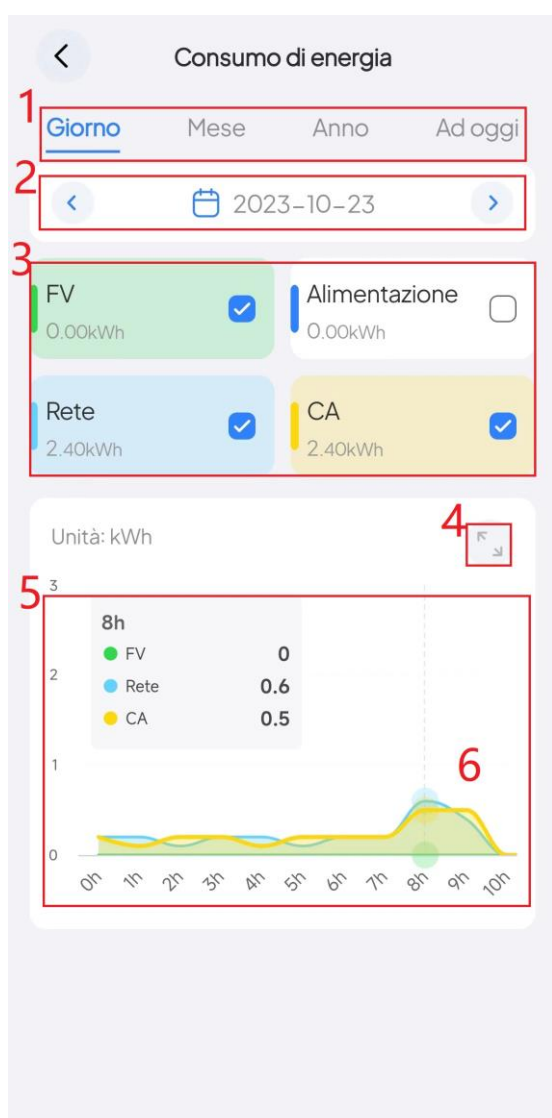 Consumo di energia
1
Giorno Mese Anno Ad oggi
2
2023-10-23
3
FV Alimentazione
0.00kWh 0.00kWh
Rete CA
2.40kWh 2.40kWh
4
Unità: kWh
5
3
8h
FV 0
2
Rete 0.6
CA 0.5
1
6
0
0h 1h 2h 3h 4h 5h 6h 7h 8h 9h 10h